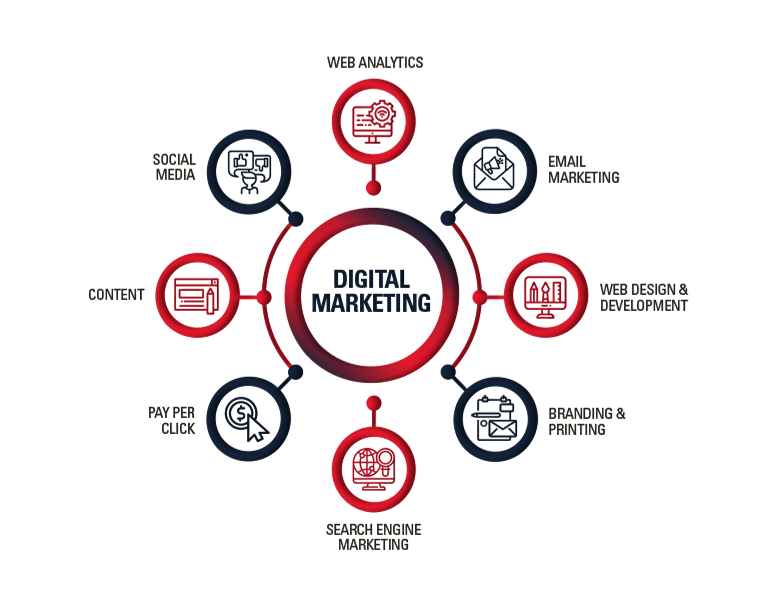 WEB ANALYTICS
SOCIAL
MEDIA
EMAIL
MARKETING
CONTENT
DIGITAL
MARKETING
WEB DESIGN &
DEVELOPMENT
PAY PER
CLICK
BRANDING &
PRINTING
SEARCH ENGINE
MARKETING
$